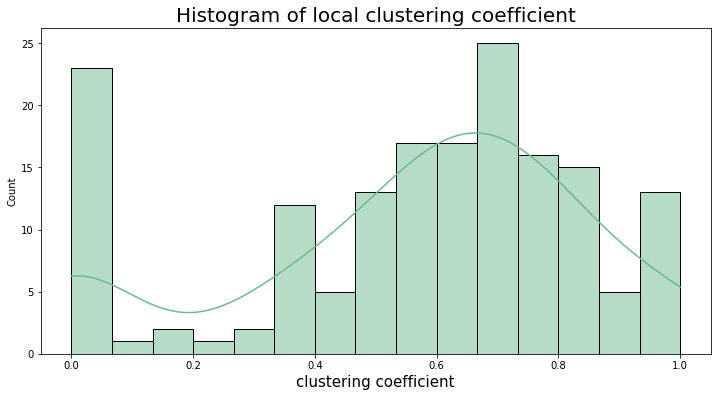 Histogram of local clustering coefficient
25
20
15
10
5
0
Count
0.0 0.2 0.4 0.6 0.8 1.0
clustering coefficient